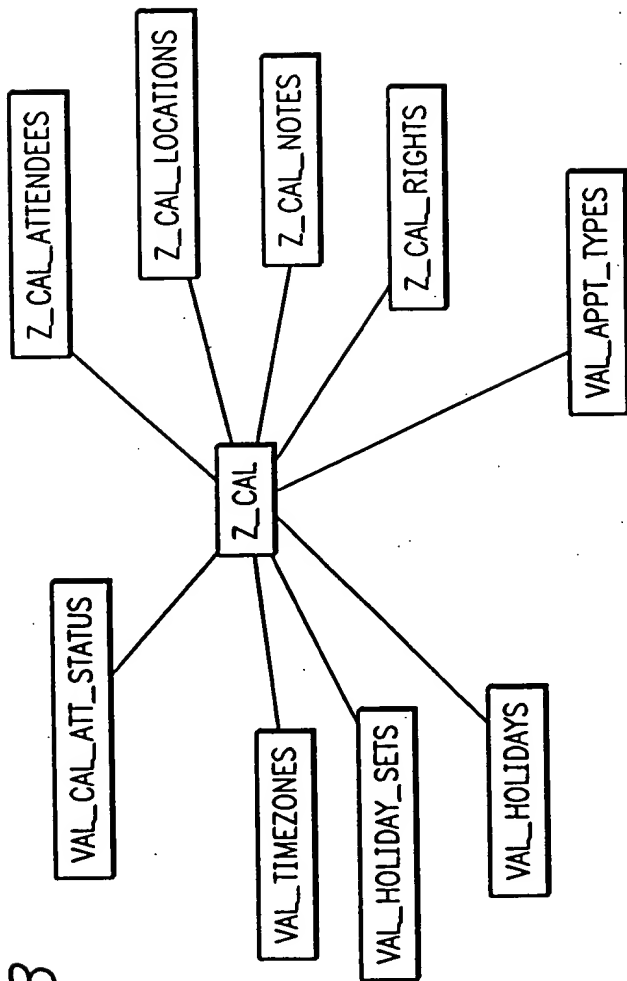 Z_CAL_ATTENDEES
Z_CAL_LOCATIONS
Z_CAL_NOTES
Z_CAL_RIGHTS
VAL_APPT_TYPES
Z_CAL
VAL_CAL_ATT_STATUS
VAL_TIMEZONES
VAL_HOLIDAY_SETS
VAL_HOLIDAYS